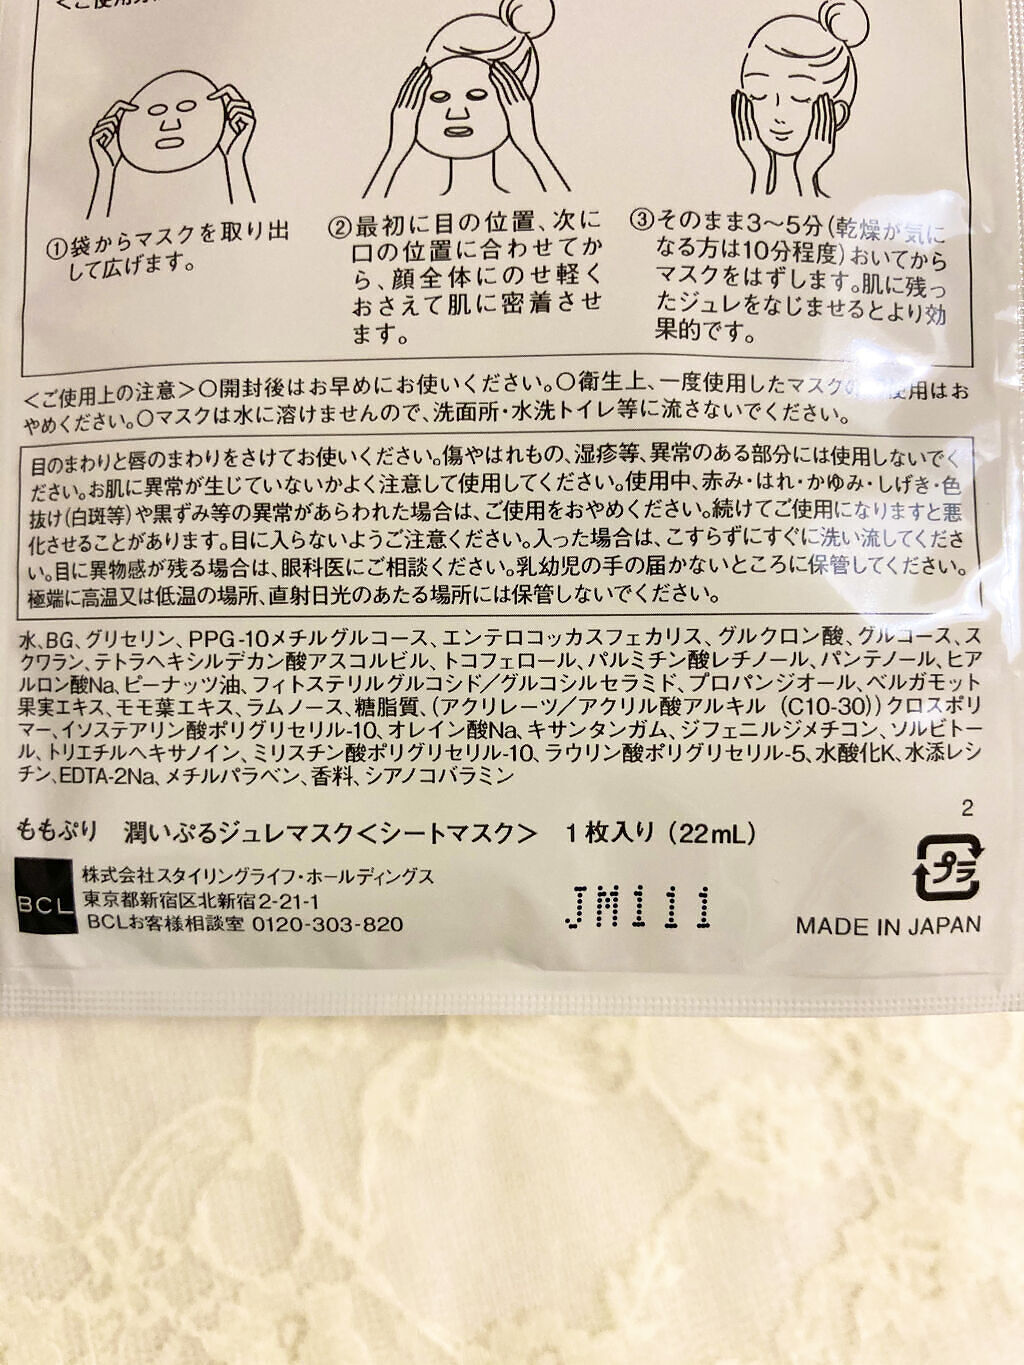 <ご使用方
①袋からマスクを取り出
して広げます。
②最初に目の位置、次に
口の位置に合わせてか
ら、顔全体にのせ軽く
おさえて肌に密着させ
ます。
③そのまま3〜5分(乾燥が気に
なる方は10分程度)おいてから
マスクをはずします。肌に残っ
たジュレをなじませるとより効
果的です。
<ご使用上の注意>○開封後はお早めにお使いください。○衛生上、一度使用したマスクの 使用はお
やめください。○マスクは水に溶けませんので、洗面所・水洗トイレ等に流さないでください。
目のまわりと唇のまわりをさけてお使いください。傷やはれもの、湿疹等、異常のある部分には使用しないでく
ださい。お肌に異常が生じていないかよく注意して使用してください。使用中、赤み・はれ・かゆみ・しげき・色
抜け(白斑等)や黒ずみ等の異常があらわれた場合は、ご使用をおやめください。続けてご使用になりますと悪
化させることがあります。目に入らないようご注意ください。入った場合は、こすらずにすぐに洗い流してくださ
い。目に異物感が残る場合は、眼科医にご相談ください。乳幼児の手の届かないところに保管してください。
極端に高温又は低温の場所、直射日光のあたる場所には保管しないでください。
水、BG、グリセリン、PPG-10メチルグルコース、エンテロコッカスフェカリス、グルクロン酸、グルコース、ス
クワラン、テトラヘキシルデカン酸アスコルビル、トコフェロール、パルミチン酸レチノール、パンテノール、ヒア
ルロン酸Na、ピーナッツ油、フィトステリルグルコシド/グルコシルセラミド、プロパンジオール、ベルガモット
果実エキス、モモ葉エキス、ラムノース、糖脂質、(アクリレーツ/アクリル酸アルキル(C10-30))クロスポリ
マー、イソステアリン酸ポリグリセリル-10、オレイン酸Na、キサンタンガム、ジフェニルジメチコン、ソルビトー
ル、トリエチルヘキサノイン、ミリスチン酸ポリグリセリル-10、ラウリン酸ポリグリセリル-5、水酸化K、水添レシ
チン、EDTA-2Na、メチルパラベン、香料、シアノコバラミン
2
ももぷり 潤いぷるジュレマスク<シートマスク> 1枚入り(22mL)
BCL
株式会社スタイリングライフ・ホールディングス
東京都新宿区北新宿2-21-1
BCLお客様相談室 0120-303-820
JM111
プラ
MADE IN JAPAN